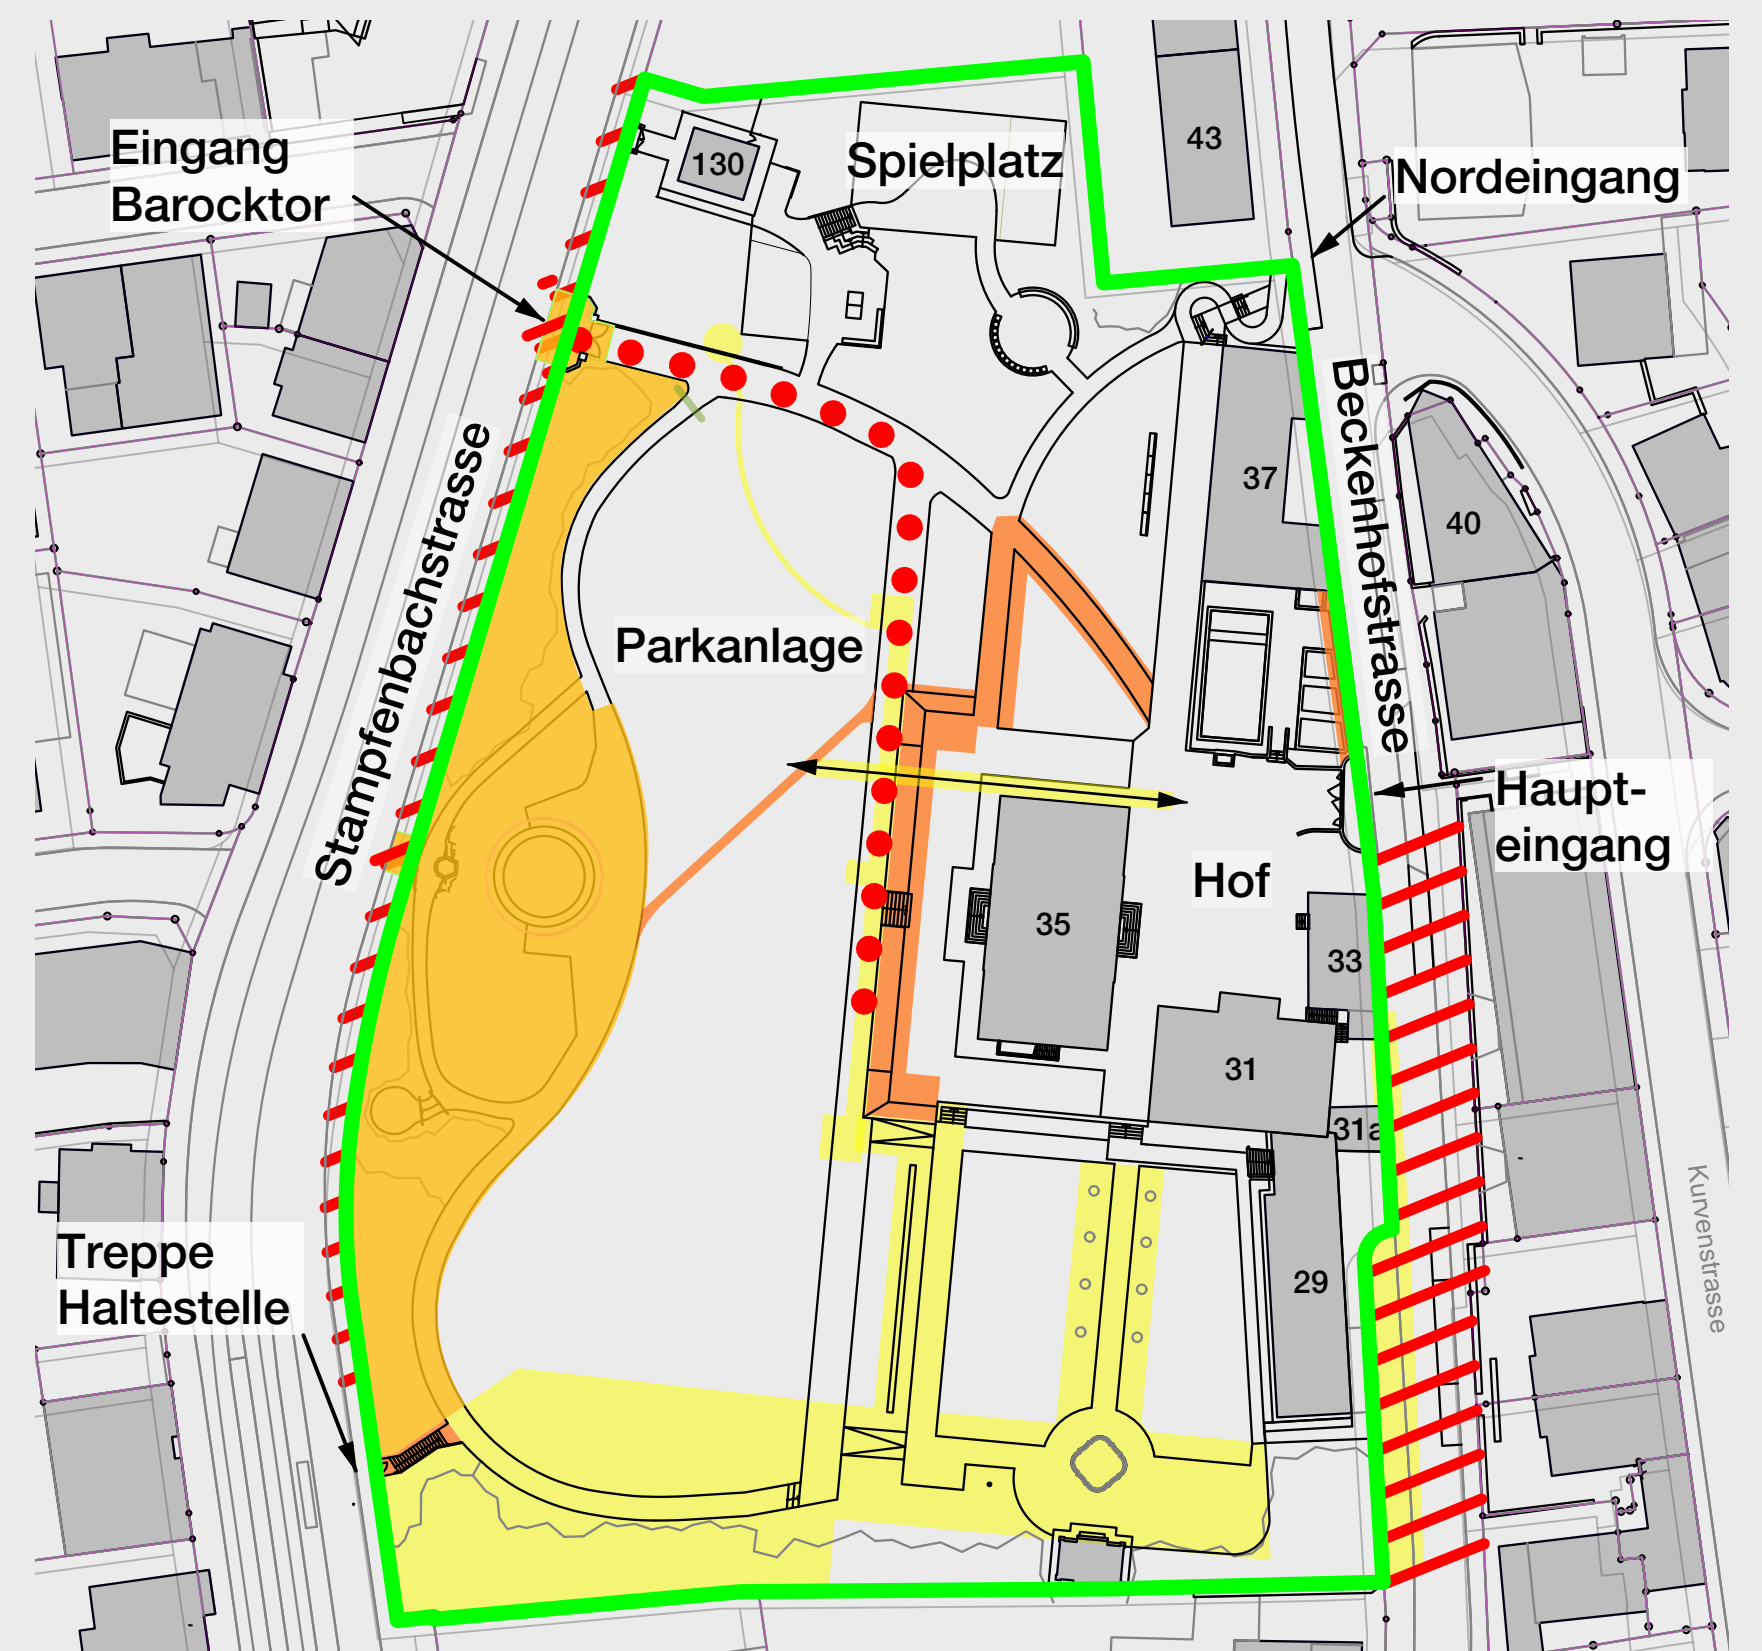 Eingang
Barocktor
130
Spielplatz
43
Nordeingang
Stampfenbachstrasse
Beckenhofstrasse
37
40
Parkanlage
Haupt-
eingang
Hof
35
33
31
31a
Treppe
Haltestelle
29
Kurvenstrasse